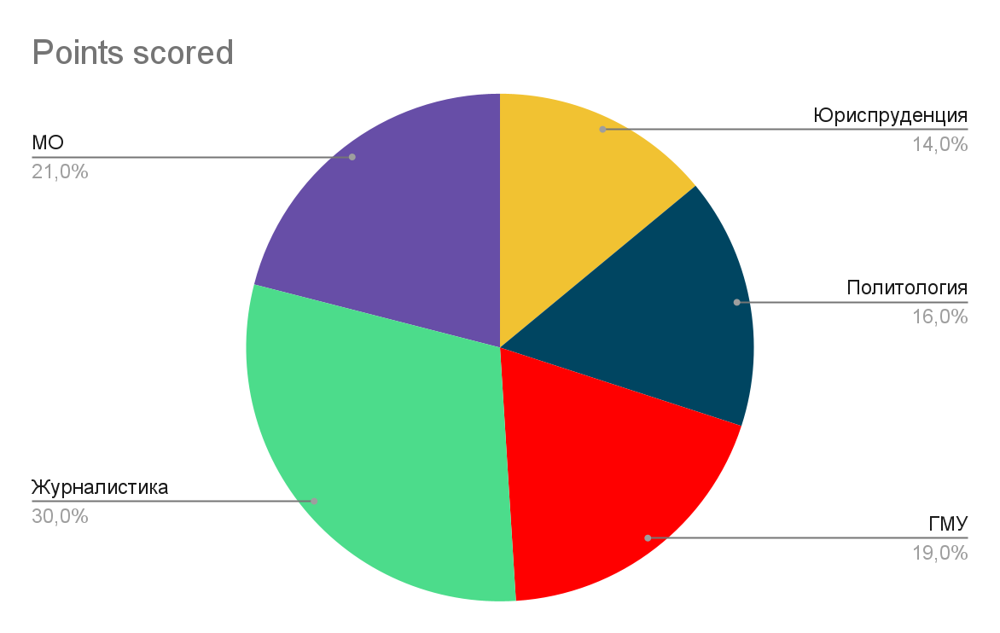 Points scored
МО
21,0%
Юриспруденция
14,0%
Политология
16,0%
Журналистика
30,0%
ГМУ
19,0%